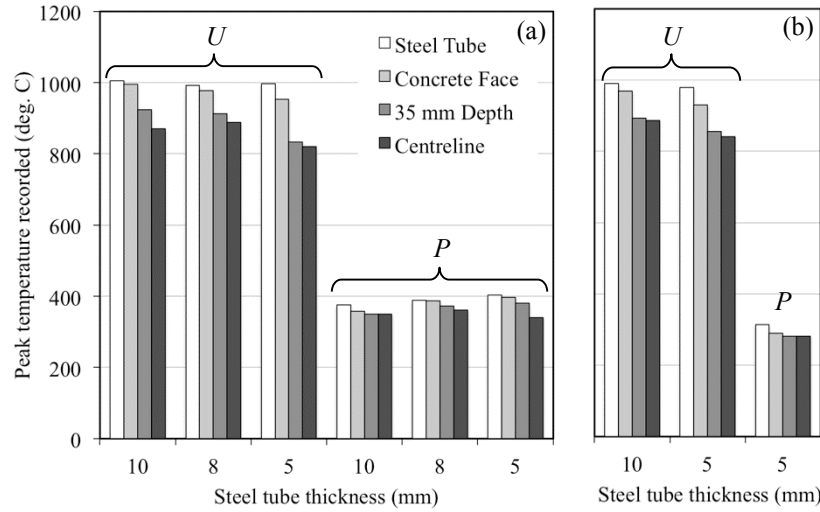 1200
1000
800
600
400
200
0
Peak temperature recorded (deg. C)
U
(a)
Steel Tube
Concrete Face
35 mm Depth
Centreline
P
10 8 5 10 8 5
Steel tube thickness (mm)
(b)
U
P
10 5 5
Steel tube thickness (mm)